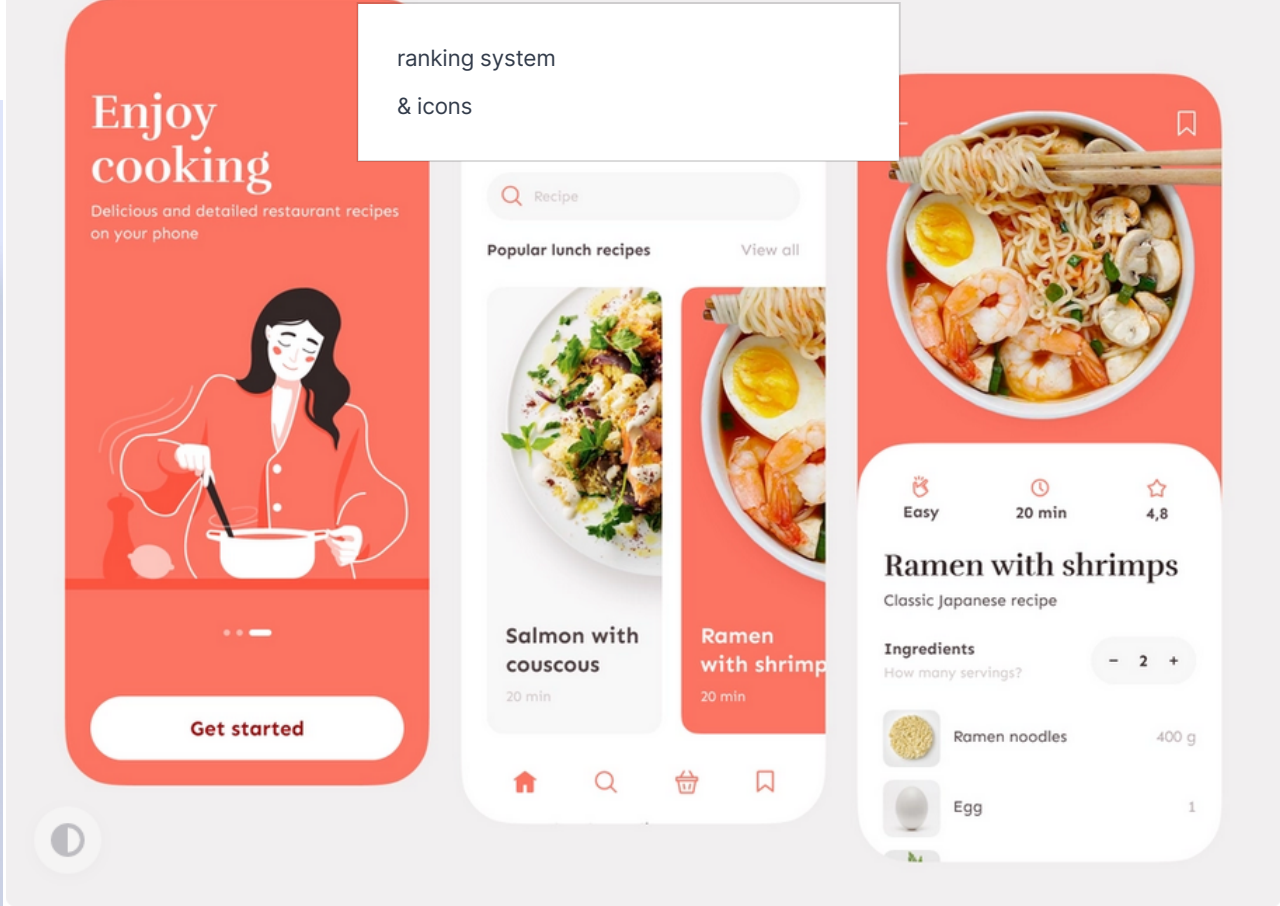 ranking system
& icons
Enjoy
cooking
Delicious and detailed restaurant recipes
on your phone
Get started
Recipe
Popular lunch recipes View all
Salmon with
couscous
20 min
Ramen
with shrimp
20 min
Easy 20 min 4,8
Ramen with shrimps
Classic Japanese recipe
Ingredients
How many servings?
− 2 +
Ramen noodles 400 g
Egg 1